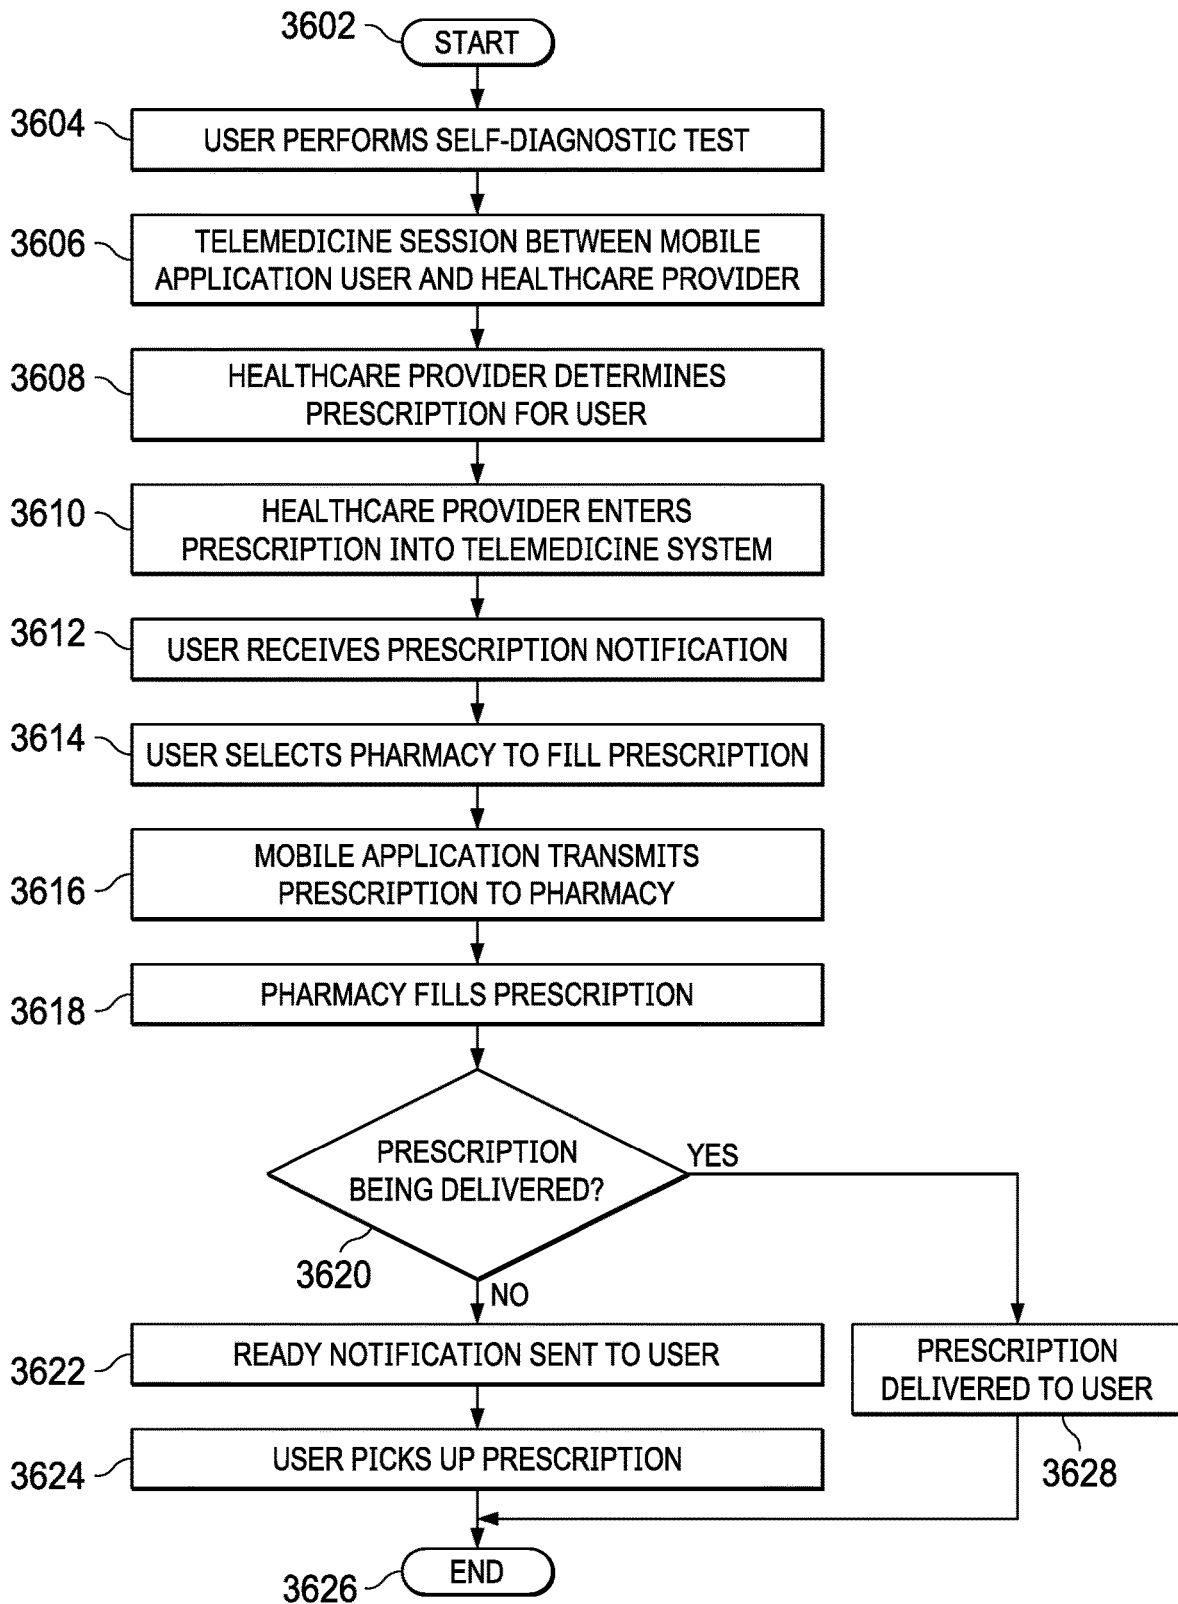 3602
START
3604
USER PERFORMS SELF-DIAGNOSTIC TEST
3606
TELEMEDICINE SESSION BETWEEN MOBILE
APPLICATION USER AND HEALTHCARE PROVIDER
3608
HEALTHCARE PROVIDER DETERMINES
PRESCRIPTION FOR USER
3610
HEALTHCARE PROVIDER ENTERS
PRESCRIPTION INTO TELEMEDICINE SYSTEM
3612
USER RECEIVES PRESCRIPTION NOTIFICATION
3614
USER SELECTS PHARMACY TO FILL PRESCRIPTION
3616
MOBILE APPLICATION TRANSMITS
PRESCRIPTION TO PHARMACY
3618
PHARMACY FILLS PRESCRIPTION
PRESCRIPTION
BEING DELIVERED?
YES
3620
NO
3622
READY NOTIFICATION SENT TO USER
PRESCRIPTION
DELIVERED TO USER
3624
USER PICKS UP PRESCRIPTION
3628
3626
END